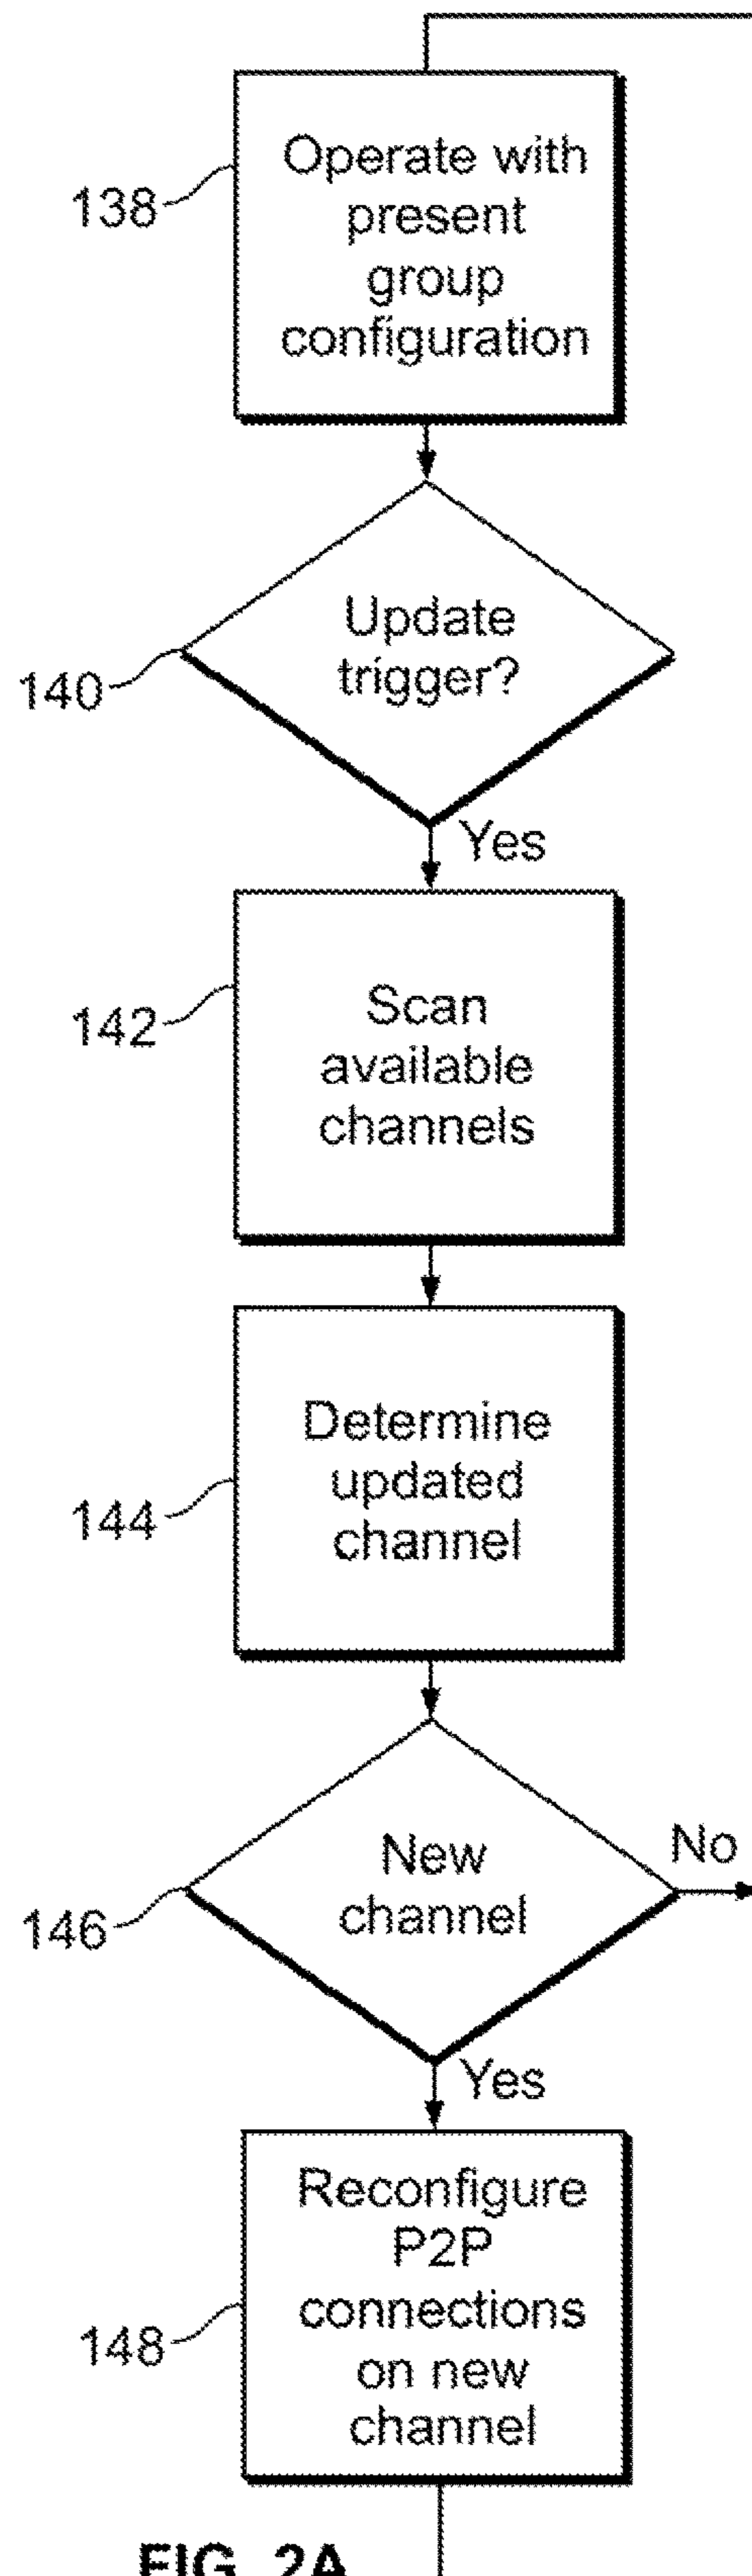 138
Operate with
present
group
configuration
140
Update
trigger?
Yes
142
Scan
available
channels
144
Determine
updated
channel
146
New
channel
No
Yes
148
Reconfigure
P2P
connections
on new
channel
FIG. 2A